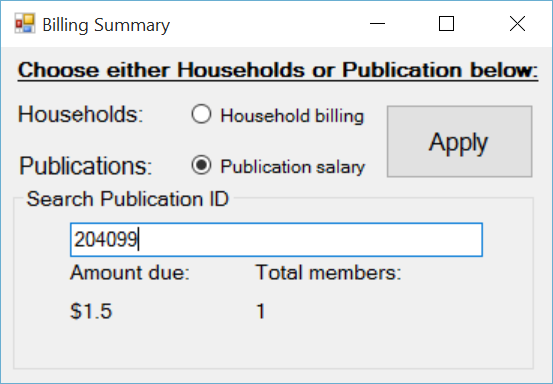 Billing Summary
Choose either Households or Publication below:
Households:
Household billing
Apply
Publications:
Publication salary
Search Publication ID
204099
Amount due: Total members:
$1.5 1